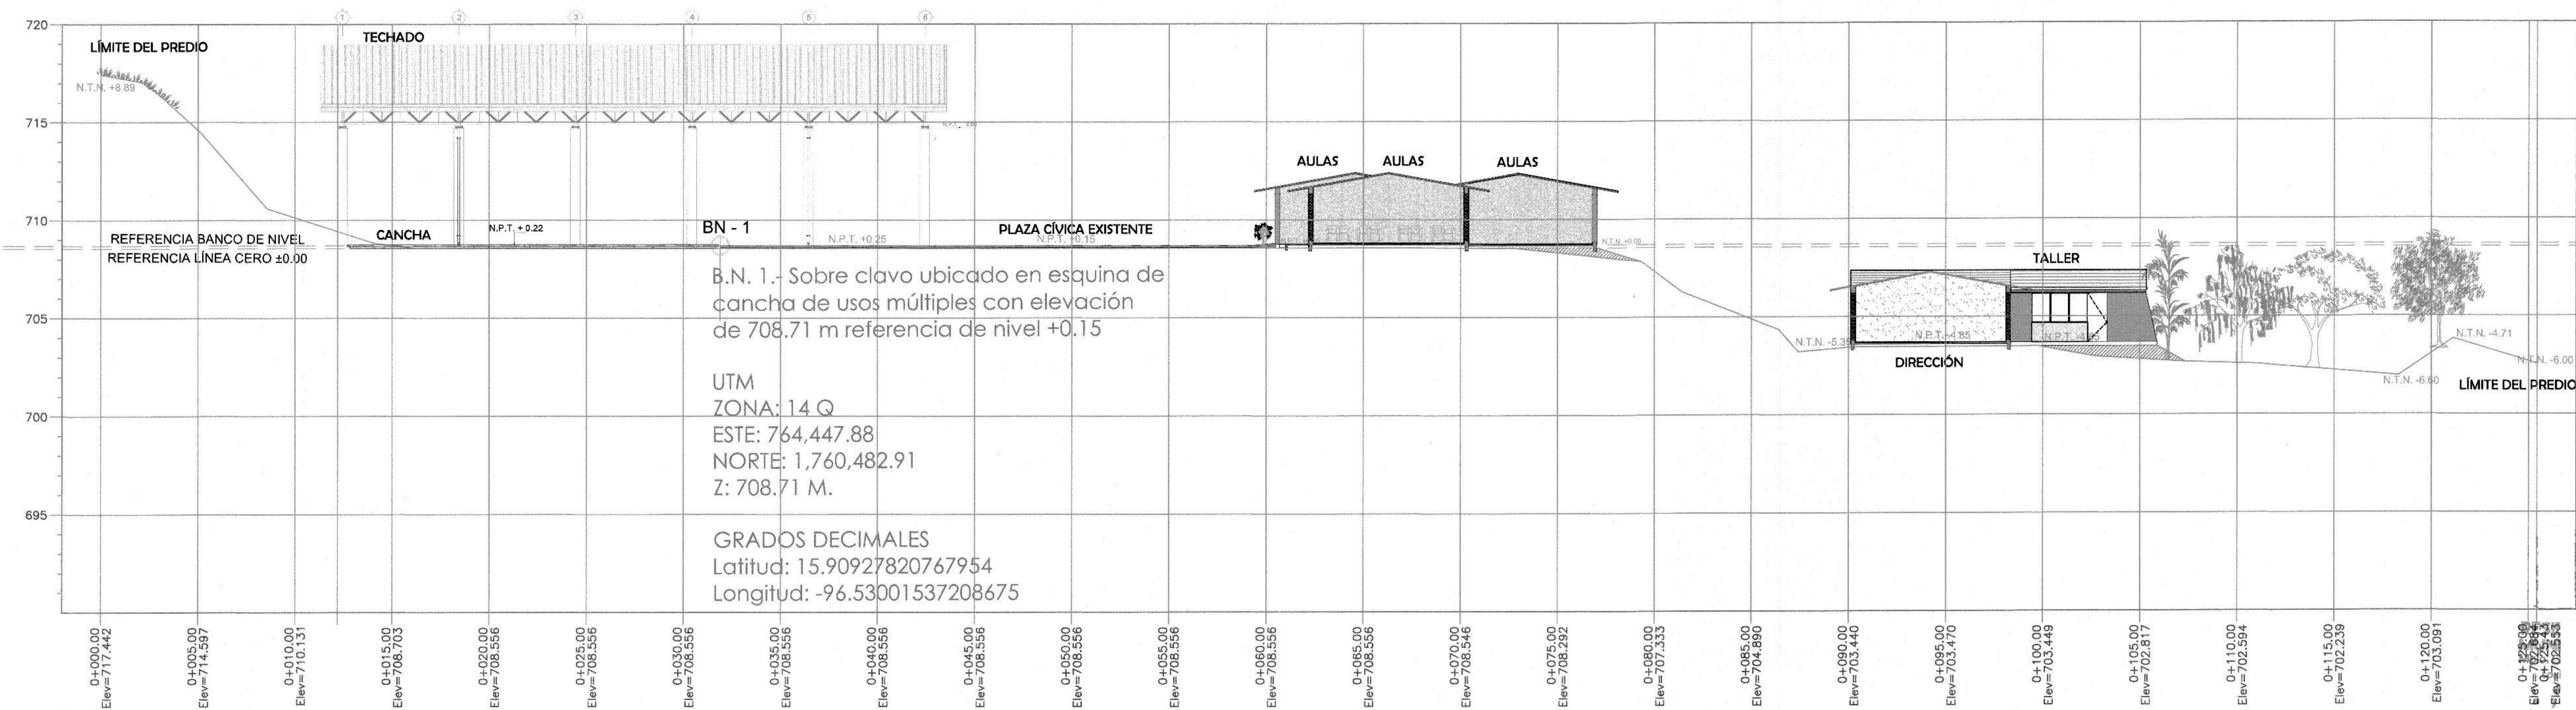 1 2 3 4 5 6
720
LÍMITE DEL PREDIO
TECHADO
N.T.N. +8.89
715
AULAS AULAS AULAS
710
REFERENCIA BANCO DE NIVEL
REFERENCIA LÍNEA CERO ±0.00
CANCHA
N.P.T. + 0.22
BN - 1
N.P.T. +0.25
PLAZA CÍVICA EXISTENTE
N.P.T. +0.15
N.T.N. +0.00
B.N. 1.- Sobre clavo ubicado en esquina de
cancha de usos múltiples con elevación
de 708.71 m referencia de nivel +0.15
TALLER
705
N.T.N. -5.39
N.P.T. -4.85
DIRECCIÓN
N.T.N. -4.71
N.T.N. -6.00
N.T.N. -6.60
LÍMITE DEL PREDIO
UTM
ZONA: 14 Q
ESTE: 764,447.88
NORTE: 1,760,482.91
Z: 708.71 M.
700
695
GRADOS DECIMALES
Latitud: 15.90927820767954
Longitud: -96.53001537208675
0+000.00
Elev=717.442
0+005.00
Elev=714.597
0+010.00
Elev=710.131
0+015.00
Elev=708.703
0+020.00
Elev=708.556
0+025.00
Elev=708.556
0+030.00
Elev=708.556
0+035.00
Elev=708.556
0+040.00
Elev=708.556
0+045.00
Elev=708.556
0+050.00
Elev=708.556
0+055.00
Elev=708.556
0+060.00
Elev=708.556
0+065.00
Elev=708.556
0+070.00
Elev=708.546
0+075.00
Elev=708.292
0+080.00
Elev=707.333
0+085.00
Elev=704.890
0+090.00
Elev=703.440
0+095.00
Elev=703.470
0+100.00
Elev=703.449
0+105.00
Elev=702.817
0+110.00
Elev=702.594
0+115.00
Elev=702.239
0+120.00
Elev=703.091